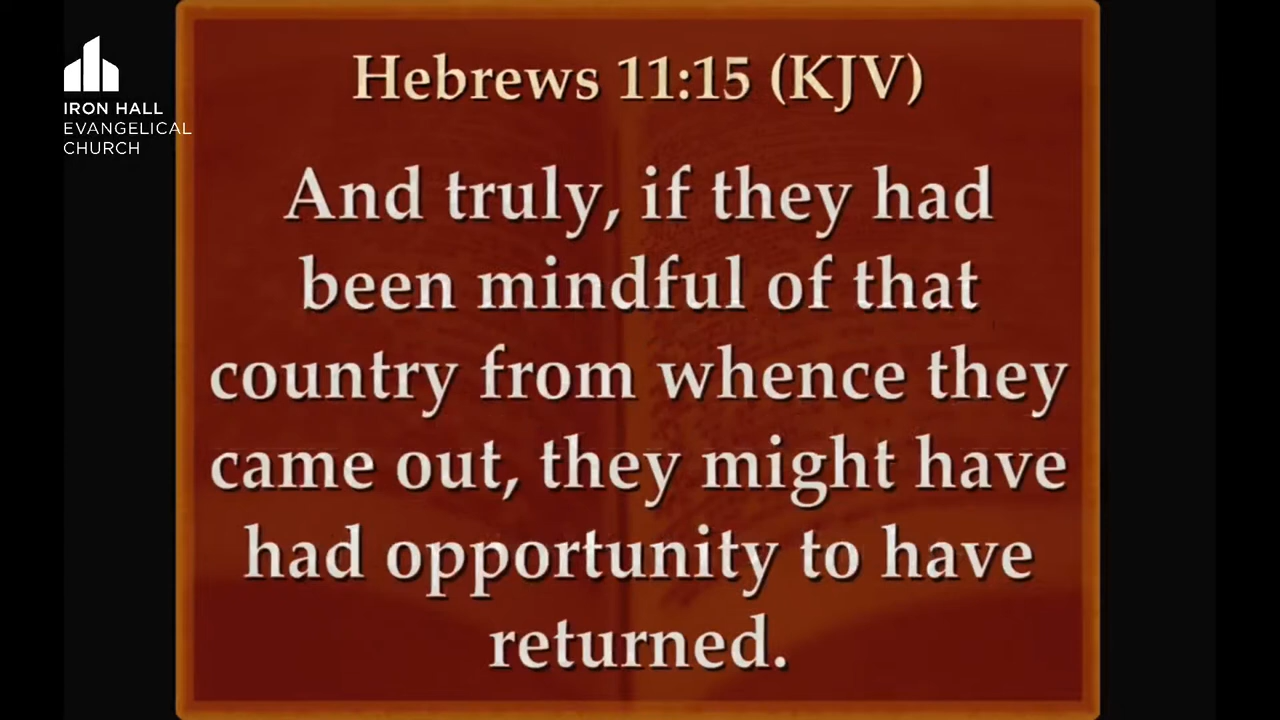 IRON HALL
EVANGELICAL
CHURCH
Hebrews 11:15 (KJV)
And truly, if they had
been mindful of that
country from whence they
came out, they might have
had opportunity to have
returned.